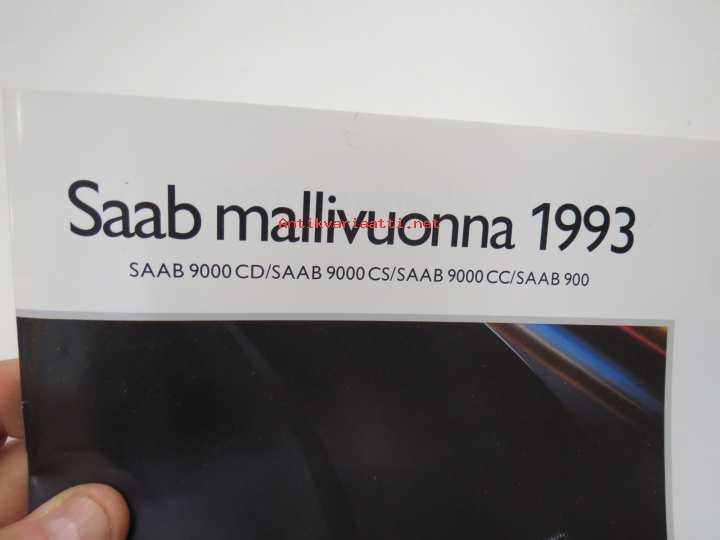 Saab mallivuonna 1993
Antikvariaatti.net
SAAB 9000 CD/SAAB 9000 CS/SAAB 9000 CC/SAAB 900